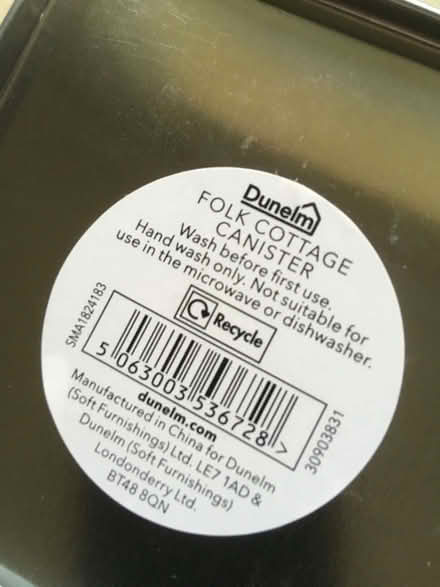 Dunelm
FOLK COTTAGE
CANISTER
Wash before first use.
Hand wash only. Not suitable for
use in the microwave or dishwasher.
Recycle
SMA1824183
5 063003 536728 >
30903831
dunelm.com
Manufactured in China for Dunelm
(Soft Furnishings) Ltd. LE7 1AD &
Dunelm (Soft Furnishings)
Londonderry Ltd.
BT48 8QN